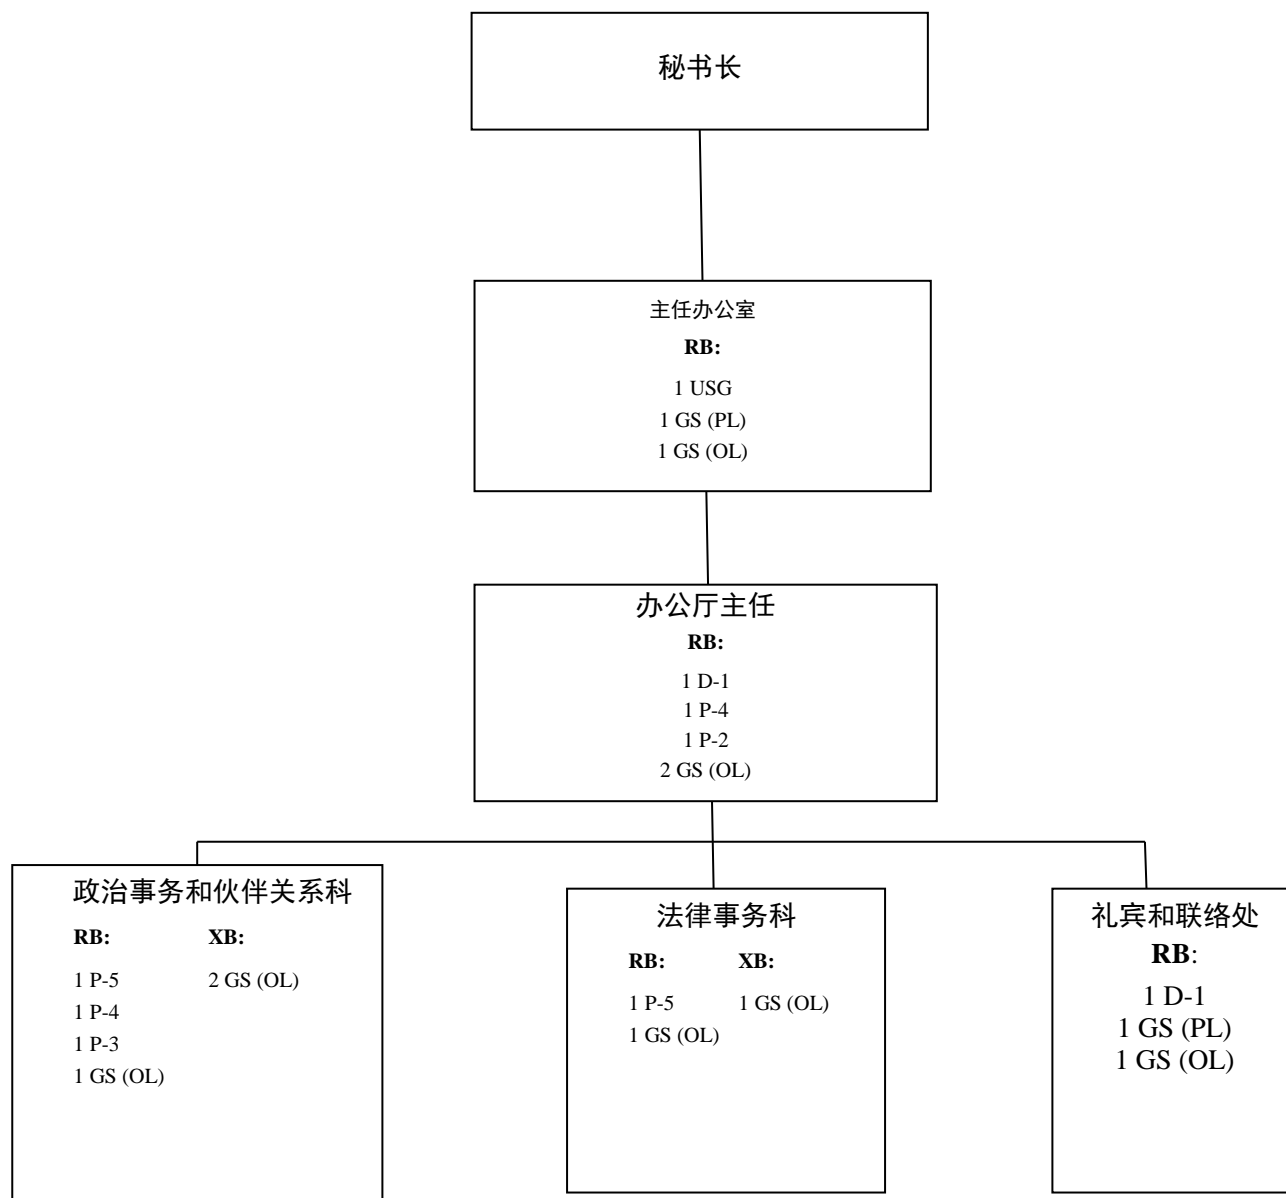 秘书长
主任办公室
RB:
1 USG
1 GS (PL)
1 GS (OL)
办公厅主任
RB:
1 D-1
1 P-4
1 P-2
2 GS (OL)
政治事务和伙伴关系科
RB: XB:
1 P-5 2 GS (OL)
1 P-4
1 P-3
1 GS (OL)
法律事务科
RB: XB:
1 P-5 1 GS (OL)
1 GS (OL)
礼宾和联络处
RB:
1 D-1
1 GS (PL)
1 GS (OL)